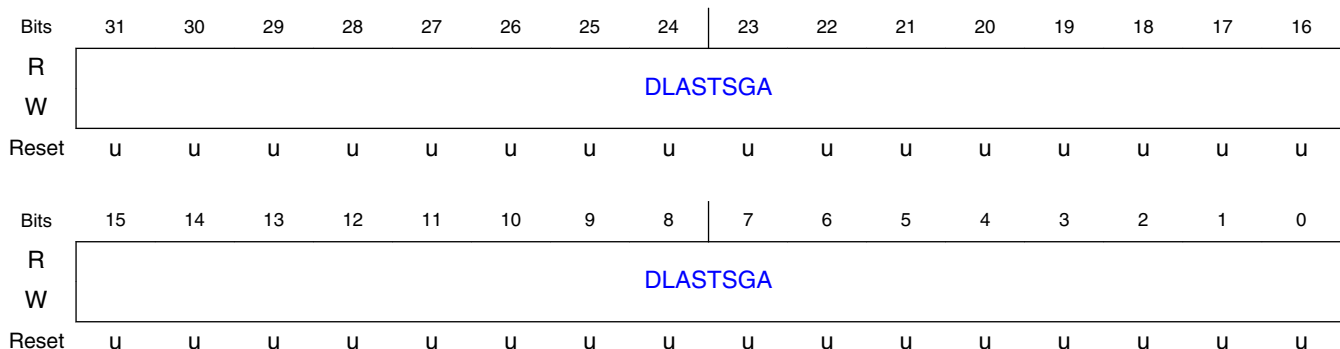 Bits 31 30 29 28 27 26 25 24 23 22 21 20 19 18 17 16
R
DLASTSGA
W
Reset u u u u u u u u u u u u u u u u
Bits 15 14 13 12 11 10 9 8 7 6 5 4 3 2 1 0
R
DLASTSGA
W
Reset u u u u u u u u u u u u u u u u